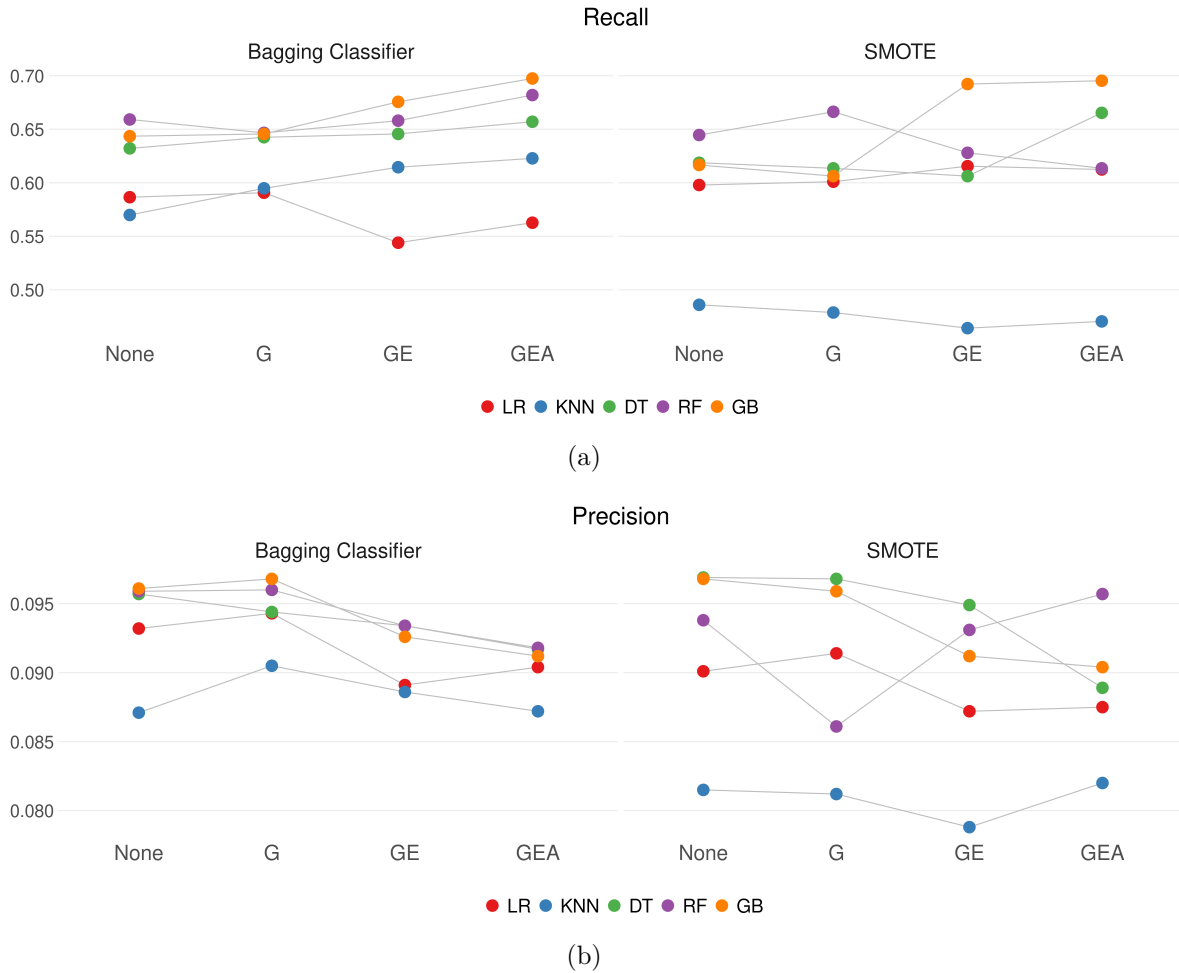 Recall
Bagging Classifier SMOTE
0.70
0.65
0.60
0.55
0.50
None G GE GEA None G GE GEA
LR KNN DT RF GB
(a)
Precision
Bagging Classifier SMOTE
0.095
0.090
0.085
0.080
None G GE GEA None G GE GEA
LR KNN DT RF GB
(b)